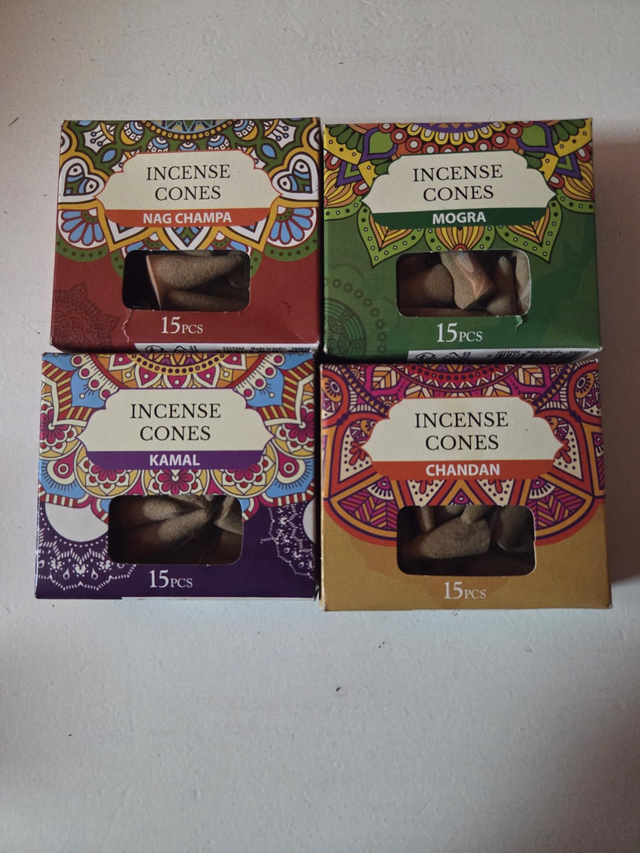 INCENSE
CONES
NAG CHAMPA
15PCS
INCENSE
CONES
MOGRA
15PCS
INCENSE
CONES
KAMAL
15PCS
INCENSE
CONES
CHANDAN
15PCS